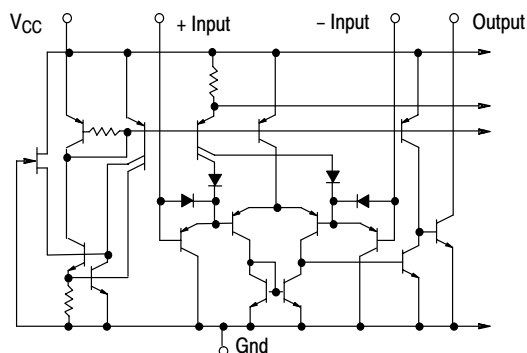 VCC
+ Input
– Input
Output
Gnd